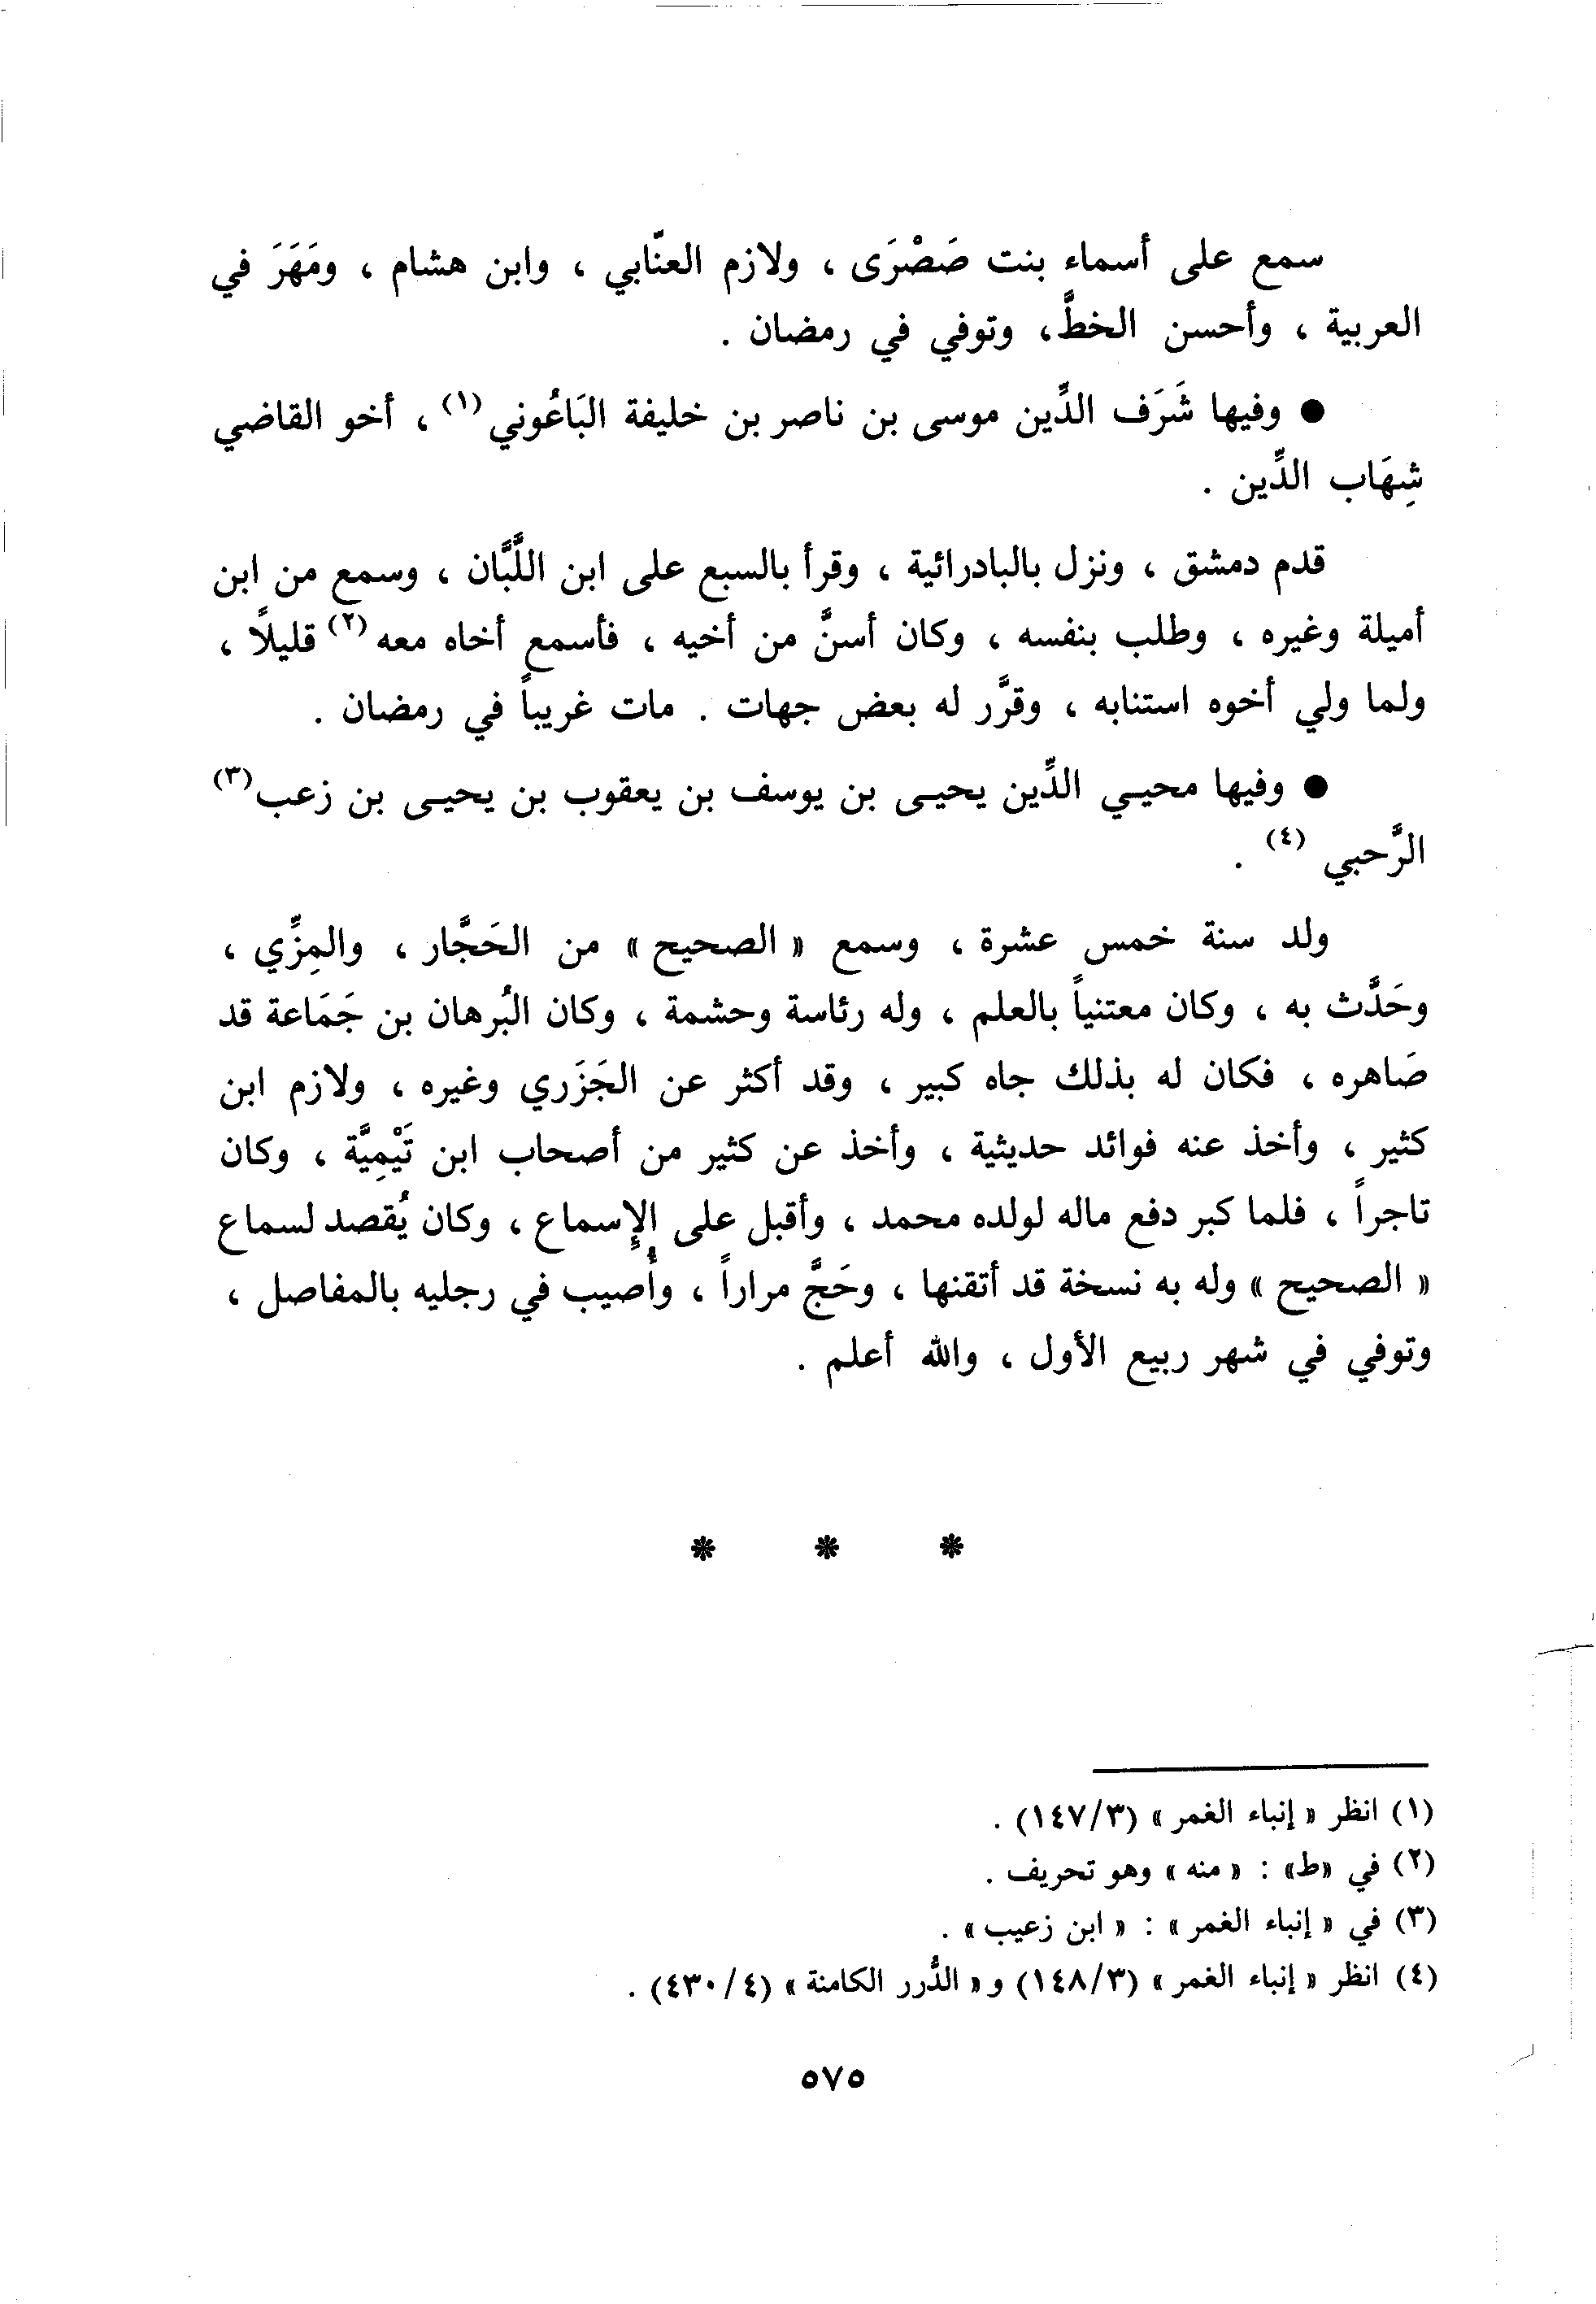 سمع على أسماء بنت صَصْرَى ، ولازم العنّابي ، وابن هشام ، ومَهَرَ في
العربية ، وأحسن الخطَّ، وتوفي في رمضان .
● وفيها شَرَف الدِّين موسى بن ناصر بن خليفة البَاعُوني (١) ، أخو القاضي
شِهَاب الدِّين .
قدم دمشق ، ونزل بالبادرائية ، وقرأ بالسبع على ابن اللَّبَّان ، وسمع من ابن
أميلة وغيره ، وطلب بنفسه ، وكان أسنَّ من أخيه ، فأسمع أخاه معه (٢) قليلاً ،
ولما ولي أخوه استنابه ، وقرَّر له بعض جهات . مات غريباً في رمضان .
● وفيها محيي الدِّين يحيى بن يوسف بن يعقوب بن يحيى بن زعب (٣)
الرَّحبي (٤) .
ولد سنة خمس عشرة ، وسمع « الصحيح » من الحَجَّار ، والمِزِّي ،
وحَدَّث به ، وكان معتنياً بالعلم ، وله رئاسة وحشمة ، وكان البُرهان بن جَمَاعة قد
صَاهره ، فكان له بذلك جاه كبير ، وقد أكثر عن الجَزَري وغيره ، ولازم ابن
كثير ، وأخذ عنه فوائد حديثية ، وأخذ عن كثير من أصحاب ابن تَيْمِيَّة ، وكان
تاجراً ، فلما كبر دفع ماله لولده محمد ، وأقبل على الإِسماع ، وكان يُقصد لسماع
« الصحيح » وله به نسخة قد أتقنها ، وحَجَّ مراراً ، وأُصيب في رجليه بالمفاصل ،
وتوفي في شهر ربيع الأول ، والله أعلم .
* * *
(١) انظر « إنباء الغمر » (١٤٧/٣) .
(٢) في «ط» : « منه » وهو تحريف .
(٣) في « إنباء الغمر » : « ابن زعيب » .
(٤) انظر « إنباء الغمر » (١٤٨/٣) و « الدُّرر الكامنة » (٤٣٠/٤) .
٥٧٥